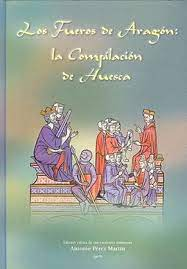 Los Fueros de Aragón:
la Compilación
de Huesca
Antonio Pérez Martín